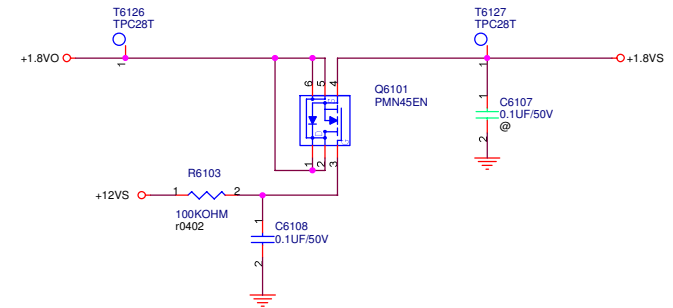 T6126
TPC28T
T6127
TPC28T
+1.8VO
1
1
+1.8VS
6
5
4
Q6101
PMN45EN
1
C6107
0.1UF/50V
@
2
1
2
3
R6103
+12VS
1
2
100KOHM
r0402
1
C6108
0.1UF/50V
2